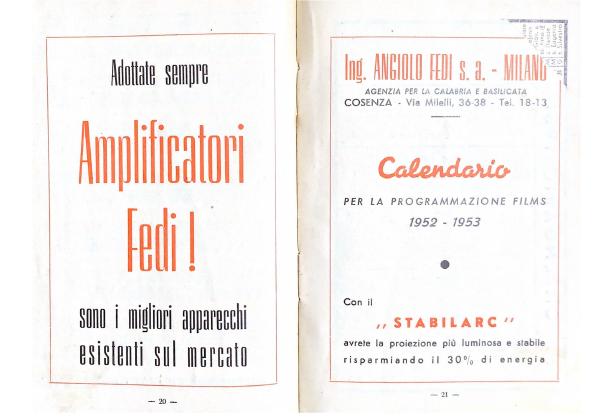 Adottate sempre
Amplificatori
Fedi !
sono i migliori apparecchi
esistenti sul mercato
— 20 —
Ing. ANGIOLO FEDI s. a. - MILANO
AGENZIA PER LA CALABRIA E BASILICATA
COSENZA - Via Milelli, 36-38 - Tel. 18-13
Calendario
PER LA PROGRAMMAZIONE FILMS
1952 - 1953
Con il
„ STABILARC "
avrete la proiezione più luminosa e stabile
risparmiando il 30% di energia
— 21 —